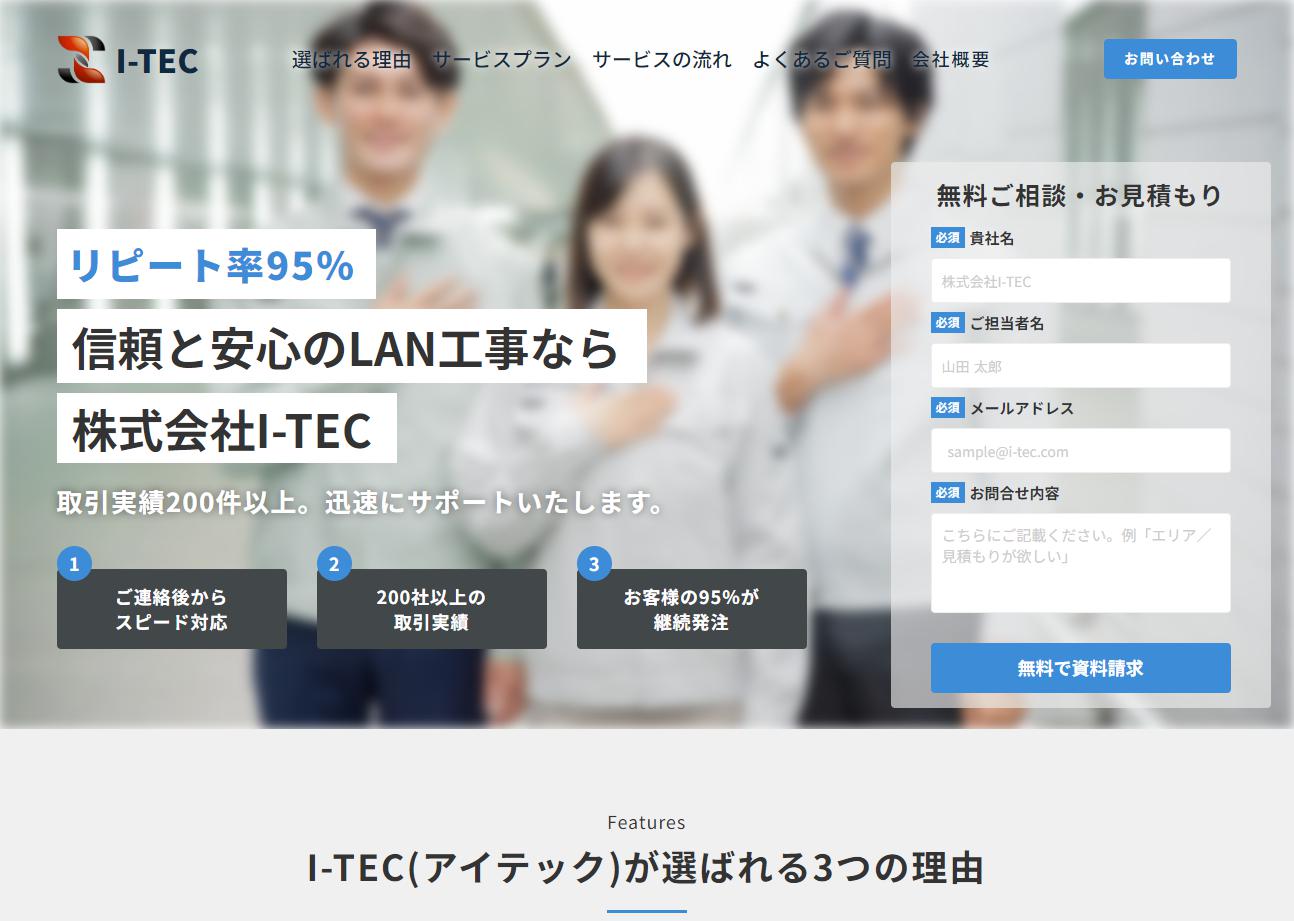 I-TEC
選ばれる理由 サービスプラン サービスの流れ よくあるご質問 会社概要
お問い合わせ
リピート率95%
信頼と安心のLAN工事なら
株式会社I-TEC
取引実績200件以上。迅速にサポートいたします。
1
ご連絡後から
スピード対応
2
200社以上の
取引実績
3
お客様の95%が
継続発注
無料ご相談・お見積もり
必須 貴社名
株式会社I-TEC
必須 ご担当者名
山田 太郎
必須 メールアドレス
sample@i-tec.com
必須 お問合せ内容
こちらにご記載ください。例「エリア／
見積もりが欲しい」
無料で資料請求
Features
I-TEC(アイテック)が選ばれる3つの理由